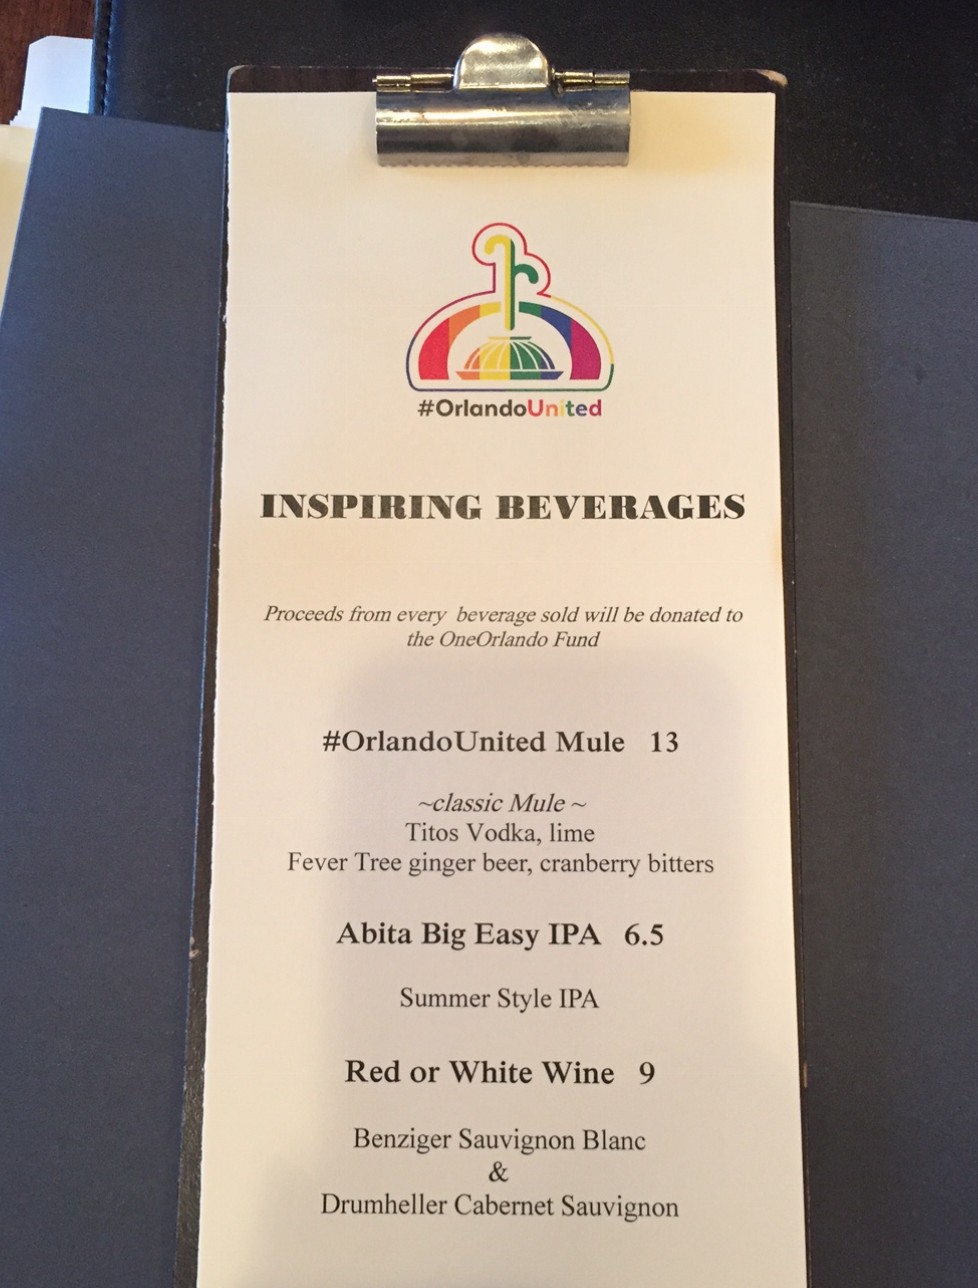 #OrlandoUnited
INSPIRING BEVERAGES
Proceeds from every beverage sold will be donated to
the OneOrlando Fund
#OrlandoUnited Mule 13
~classic Mule ~
Titos Vodka, lime
Fever Tree ginger beer, cranberry bitters
Abita Big Easy IPA 6.5
Summer Style IPA
Red or White Wine 9
Benziger Sauvignon Blanc
&
Drumheller Cabernet Sauvignon